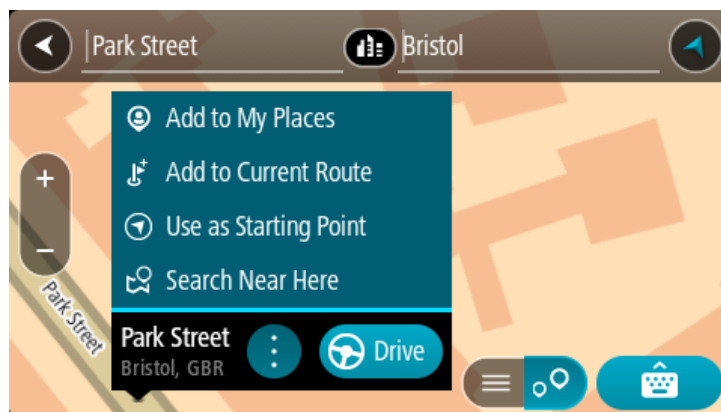 Park Street
Bristol
Add to My Places
Add to Current Route
Use as Starting Point
Search Near Here
Park Street
Park Street
Bristol, GBR
Drive